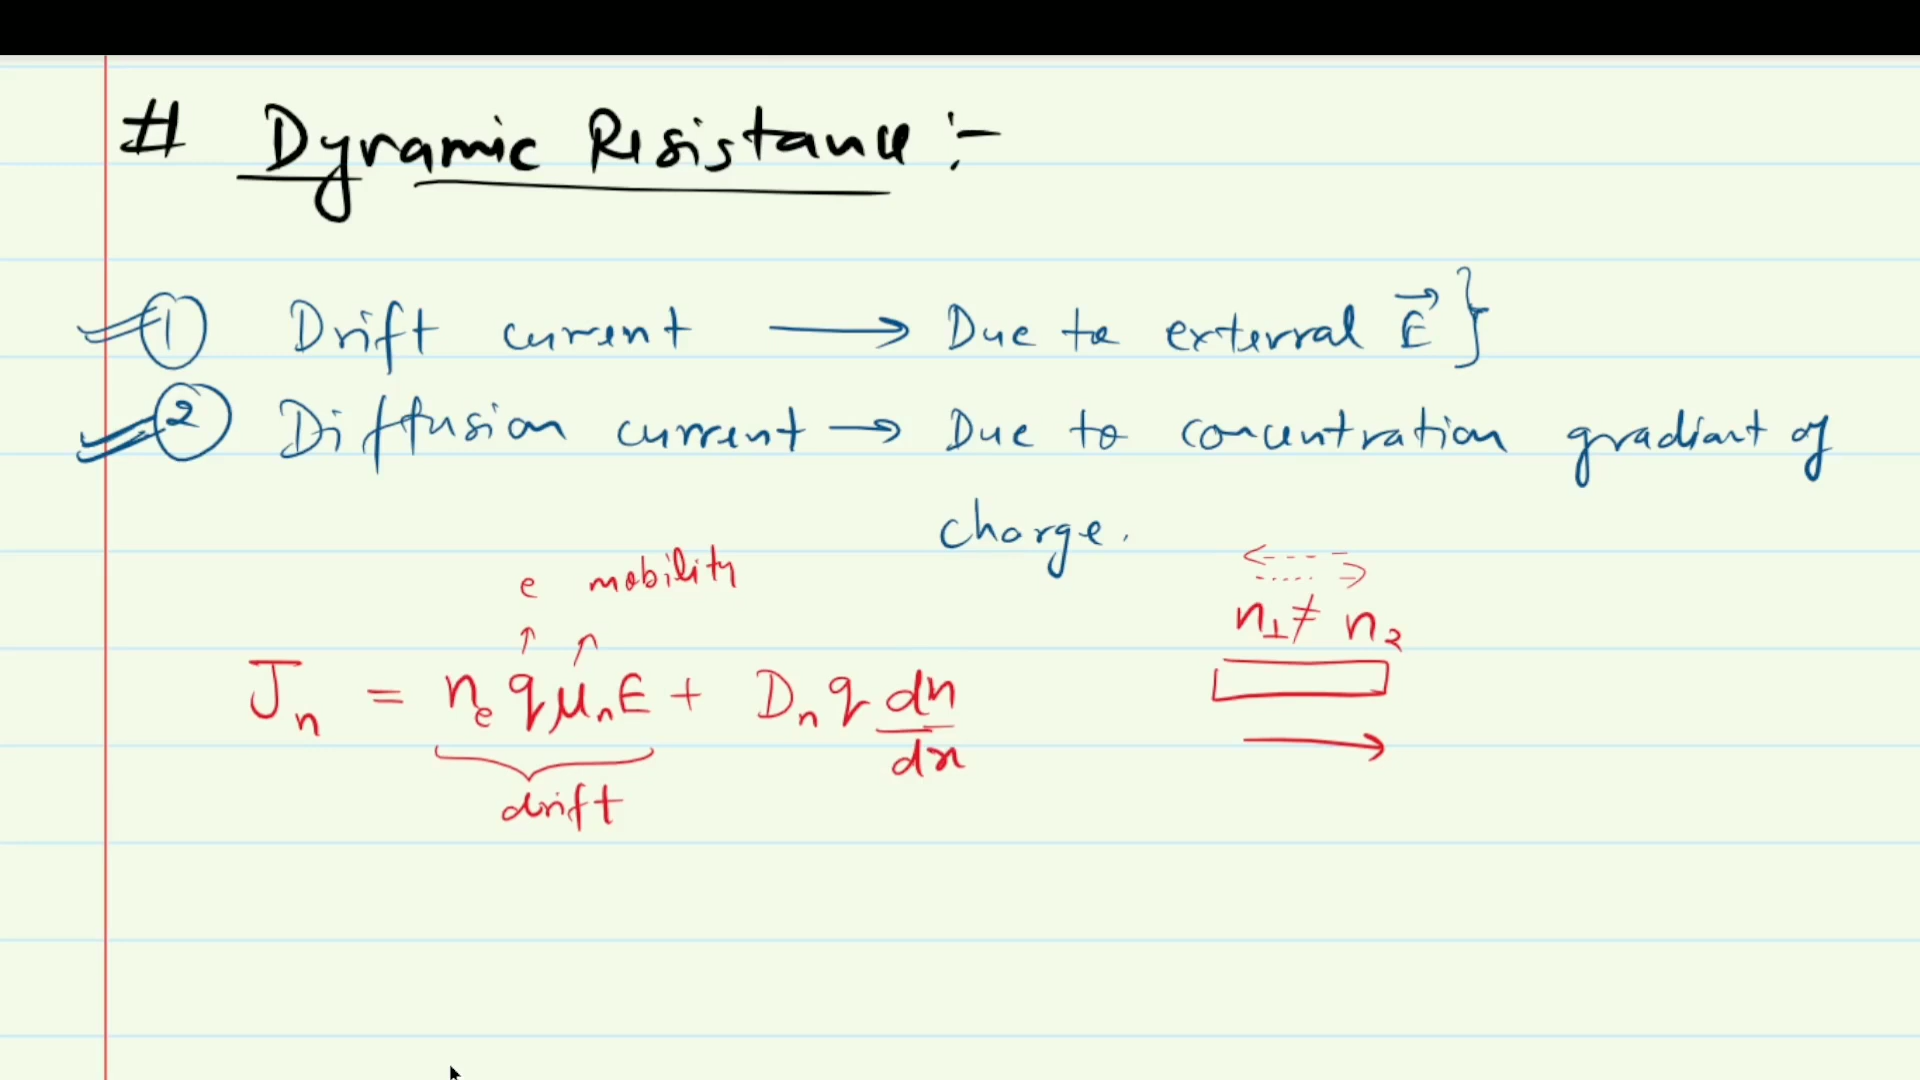 # Dynamic Resistance :-
1 Drift current → Due to external E⃗ }
2 Diffusion current → Due to concentration gradiant of
charge.
e mobility
↑ ↑
n₁ ≠ n₂
Jₙ = nₑ q μₙ E + Dₙ q dn/dx
drift